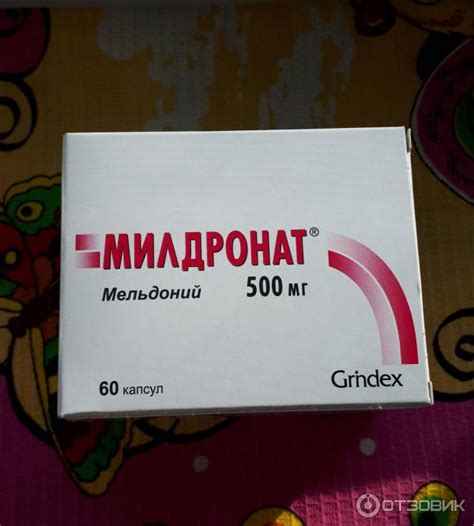 МИЛДРОНАТ®
Мельдоний 500 мг
60 капсул
Grindex
ОТЗОВИК